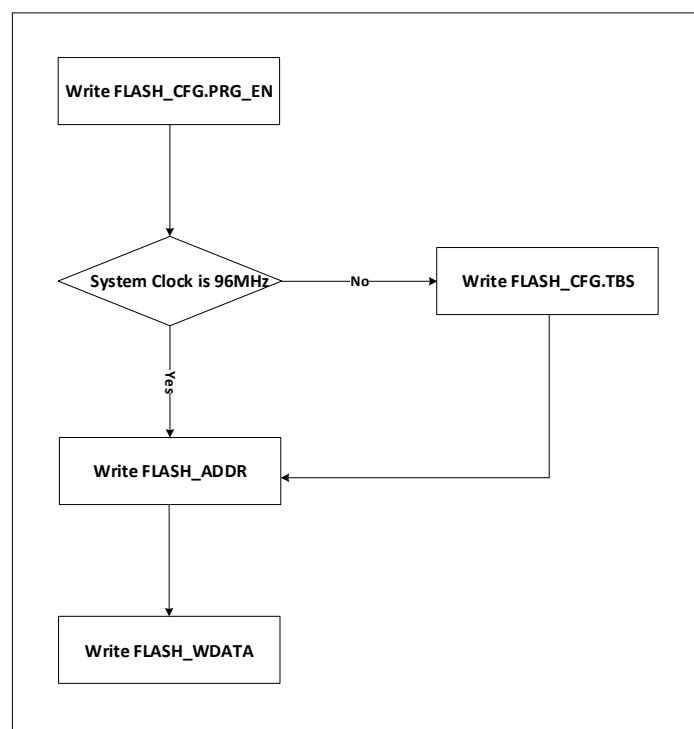 Write FLASH_CFG.PRG_EN
System Clock is 96MHz
No
Write FLASH_CFG.TBS
Yes
Write FLASH_ADDR
Write FLASH_WDATA